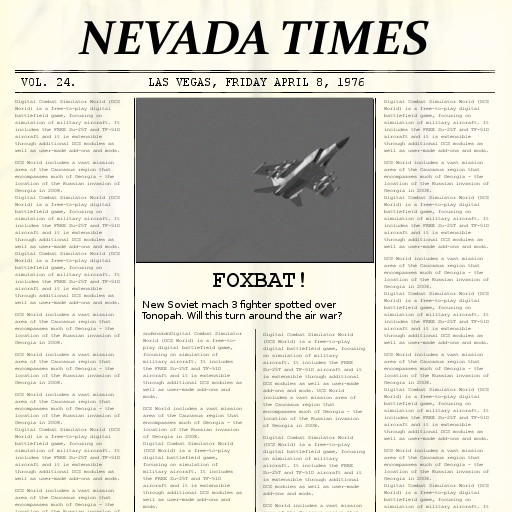 NEVADA TIMES
VOL. 24.
LAS VEGAS, FRIDAY APRIL 8, 1976
Digital Combat Simulator World (DCS
World) is a free-to-play digital
battlefield game, focusing on
simulation of military aircraft. It
includes the FREE Su-25T and TF-51D
aircraft and it is extensible
through additional DCS modules as
well as user-made add-ons and mods.
DCS World includes a vast mission
area of the Caucasus region that
encompasses much of Georgia - the
location of the Russian invasion of
Georgia in 2008.
Digital Combat Simulator World (DCS
World) is a free-to-play digital
battlefield game, focusing on
simulation of military aircraft. It
includes the FREE Su-25T and TF-51D
aircraft and it is extensible
through additional DCS modules as
well as user-made add-ons and mods.
Digital Combat Simulator World (DCS
World) is a free-to-play digital
battlefield game, focusing on
simulation of military aircraft. It
includes the FREE Su-25T and TF-51D
aircraft and it is extensible
through additional DCS modules as
well as user-made add-ons and mods.
DCS World includes a vast mission
area of the Caucasus region that
encompasses much of Georgia - the
location of the Russian invasion of
Georgia in 2008.
DCS World includes a vast mission
area of the Caucasus region that
encompasses much of Georgia - the
location of the Russian invasion of
Georgia in 2008.
DCS World includes a vast mission
area of the Caucasus region that
encompasses much of Georgia - the
location of the Russian invasion of
Georgia in 2008.
Digital Combat Simulator World (DCS
World) is a free-to-play digital
battlefield game, focusing on
simulation of military aircraft. It
includes the FREE Su-25T and TF-51D
aircraft and it is extensible
through additional DCS modules as
well as user-made add-ons and mods.
DCS World includes a vast mission
area of the Caucasus region that
FOXBAT!
New Soviet mach 3 fighter spotted over
Tonopah. Will this turn around the air war?
Combat Simulator
World (DCS World) is a free-to-
play digital battlefield game,
focusing on simulation of
military aircraft. It includes
the FREE Su-25T and TF-51D
aircraft and it is extensible
through additional DCS modules as
well as user-made add-ons and
mods.
DCS World includes a vast mission
area of the Caucasus region that
encompasses much of Georgia - the
location of the Russian invasion
of Georgia in 2008.
Digital Combat Simulator World
(DCS World) is a free-to-play
digital battlefield game,
focusing on simulation of
military aircraft. It includes
the FREE Su-25T and TF-51D
aircraft and it is extensible
through additional DCS modules as
well as user-made add-ons and
mods.
Digital Combat Simulator World
(DCS World) is a free-to-play
digital battlefield game, focusing
on simulation of military
aircraft. It includes the FREE
Su-25T and TF-51D aircraft and it
is extensible through additional
DCS modules as well as user-made
add-ons and mods. DCS World
includes a vast mission area of
the Caucasus region that
encompasses much of Georgia - the
location of the Russian invasion
of Georgia in 2008.
Digital Combat Simulator World
(DCS World) is a free-to-play
digital battlefield game, focusing
on simulation of military
aircraft. It includes the FREE
Su-25T and TF-51D aircraft and it
is extensible through additional
DCS modules as well as user-made
add-ons and mods.
DCS World includes a vast mission
Digital Combat Simulator World (DCS
World) is a free-to-play digital
battlefield game, focusing on
simulation of military aircraft. It
includes the FREE Su-25T and TF-51D
aircraft and it is extensible
through additional DCS modules as
well as user-made add-ons and mods.
DCS World includes a vast mission
area of the Caucasus region that
encompasses much of Georgia - the
location of the Russian invasion of
Georgia in 2008.
Digital Combat Simulator World (DCS
World) is a free-to-play digital
battlefield game, focusing on
simulation of military aircraft. It
includes the FREE Su-25T and TF-51D
aircraft and it is extensible
through additional DCS modules as
well as user-made add-ons and mods.
DCS World includes a vast mission
area of the Caucasus region that
encompasses much of Georgia - the
location of the Russian invasion of
Georgia in 2008.
DCS World includes a vast mission
area of the Caucasus region that
encompasses much of Georgia - the
location of the Russian invasion of
Georgia in 2008.
Digital Combat Simulator World (DCS
World) is a free-to-play digital
battlefield game, focusing on
simulation of military aircraft. It
includes the FREE Su-25T and TF-51D
aircraft and it is extensible
through additional DCS modules as
well as user-made add-ons and mods.
Digital Combat Simulator World (DCS
World) is a free-to-play digital
battlefield game, focusing on
simulation of military aircraft. It
includes the FREE Su-25T and TF-51D
aircraft and it is extensible
through additional DCS modules as
well as user-made add-ons and mods.
DCS World includes a vast mission
area of the Caucasus region that
encompasses much of Georgia - the
location of the Russian invasion of
Georgia in 2008.
Digital Combat Simulator World (DCS
World) is a free-to-play digital
battlefield game, focusing on